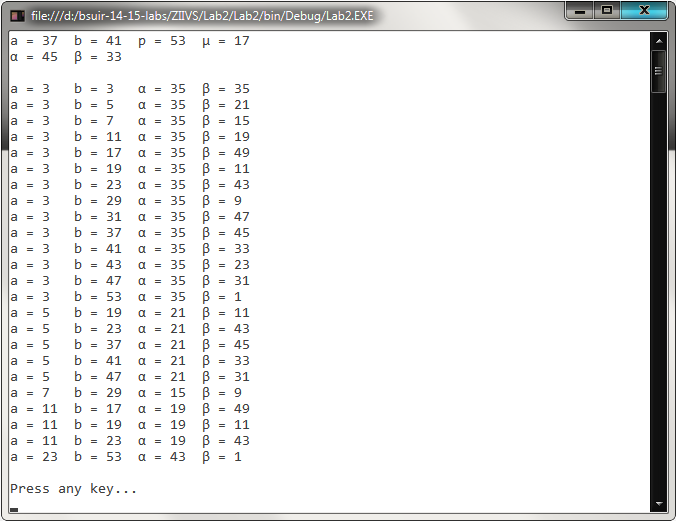 file:///d:/bsuir-14-15-labs/ZIIVS/Lab2/Lab2/bin/Debug/Lab2.EXE
a = 37  b = 41  p = 53  μ = 17
α = 45  β = 33
a = 3   b = 3   α = 35  β = 35
a = 3   b = 5   α = 35  β = 21
a = 3   b = 7   α = 35  β = 15
a = 3   b = 11  α = 35  β = 19
a = 3   b = 17  α = 35  β = 49
a = 3   b = 19  α = 35  β = 11
a = 3   b = 23  α = 35  β = 43
a = 3   b = 29  α = 35  β = 9
a = 3   b = 31  α = 35  β = 47
a = 3   b = 37  α = 35  β = 45
a = 3   b = 41  α = 35  β = 33
a = 3   b = 43  α = 35  β = 23
a = 3   b = 47  α = 35  β = 31
a = 3   b = 53  α = 35  β = 1
a = 5   b = 19  α = 21  β = 11
a = 5   b = 23  α = 21  β = 43
a = 5   b = 37  α = 21  β = 45
a = 5   b = 41  α = 21  β = 33
a = 5   b = 47  α = 21  β = 31
a = 7   b = 29  α = 15  β = 9
a = 11  b = 17  α = 19  β = 49
a = 11  b = 19  α = 19  β = 11
a = 11  b = 23  α = 19  β = 43
a = 23  b = 53  α = 43  β = 1
Press any key...